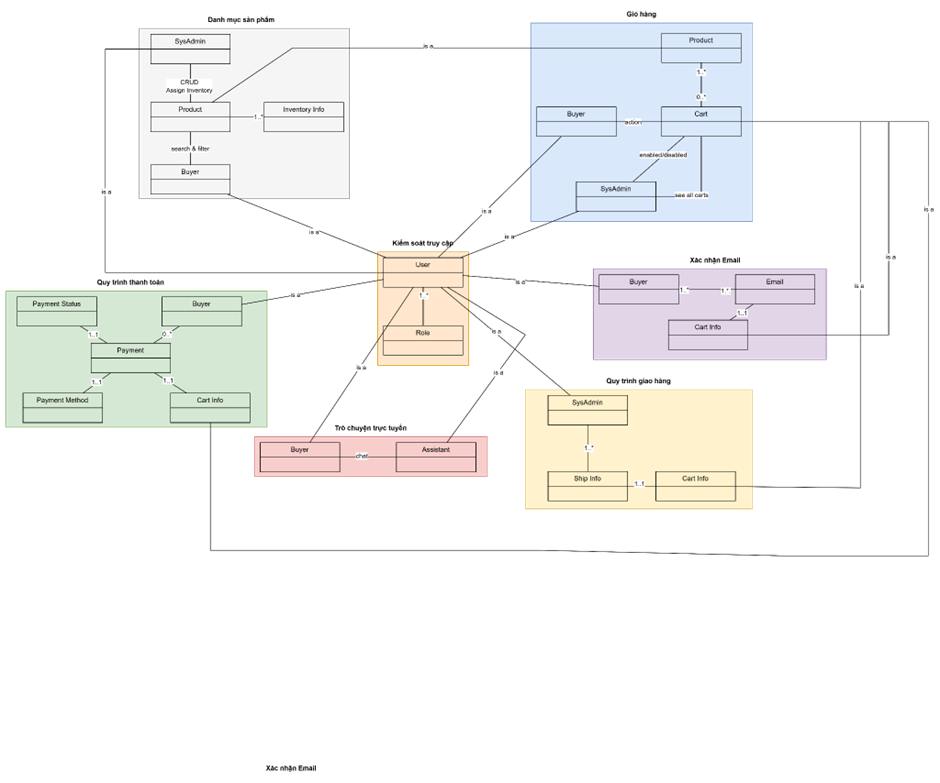 Danh mục sản phẩm
SysAdmin
CRUD
Assign Inventory
Product
1..*
Inventory Info
search & filter
Buyer
is a
is a
is a
Giỏ hàng
Product
1..*
0..*
Buyer
action
Cart
enabled/disabled
SysAdmin
see all carts
is a
is a
is a
is a
is a
Kiểm soát truy cập
User
1..*
Role
Xác nhận Email
Buyer
1..*
1..*
Email
1..1
Cart Info
is a
Quy trình thanh toán
Payment Status
Buyer
is a
1..1
0..*
Payment
1..1
1..1
Payment Method
Cart Info
is a
is a
is a
Trò chuyện trực tuyến
Buyer
chat
Assistant
Quy trình giao hàng
SysAdmin
1..*
Ship Info
1..1
Cart Info
Xác nhận Email